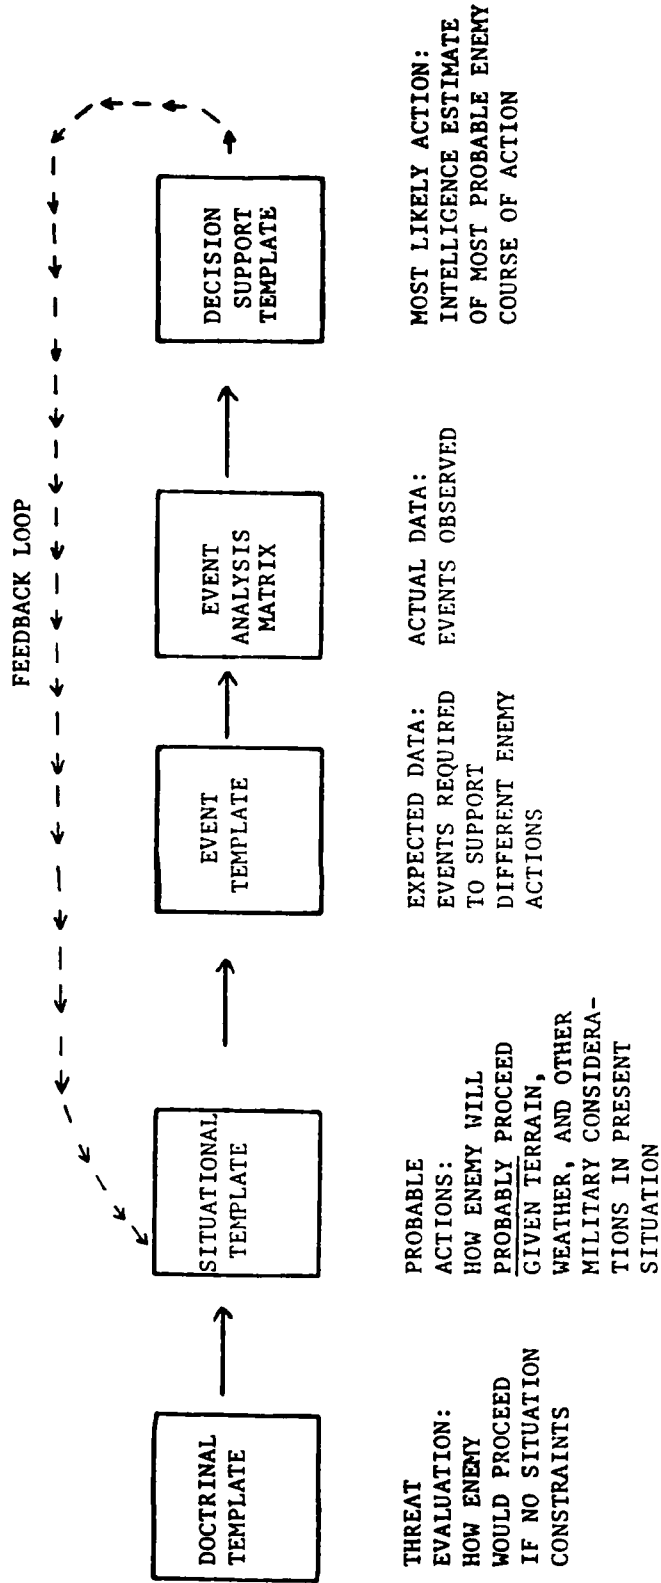 FEEDBACK LOOP
DOCTRINAL
TEMPLATE
SITUATIONAL
TEMPLATE
EVENT
TEMPLATE
EVENT
ANALYSIS
MATRIX
DECISION
SUPPORT
TEMPLATE
THREAT
EVALUATION:
HOW ENEMY
WOULD PROCEED
IF NO SITUATION
CONSTRAINTS
PROBABLE
ACTIONS:
HOW ENEMY WILL
PROBABLY PROCEED
GIVEN TERRAIN,
WEATHER, AND OTHER
MILITARY CONSIDERA-
TIONS IN PRESENT
SITUATION
EXPECTED DATA:
EVENTS REQUIRED
TO SUPPORT
DIFFERENT ENEMY
ACTIONS
ACTUAL DATA:
EVENTS OBSERVED
MOST LIKELY ACTION:
INTELLIGENCE ESTIMATE
OF MOST PROBABLE ENEMY
COURSE OF ACTION